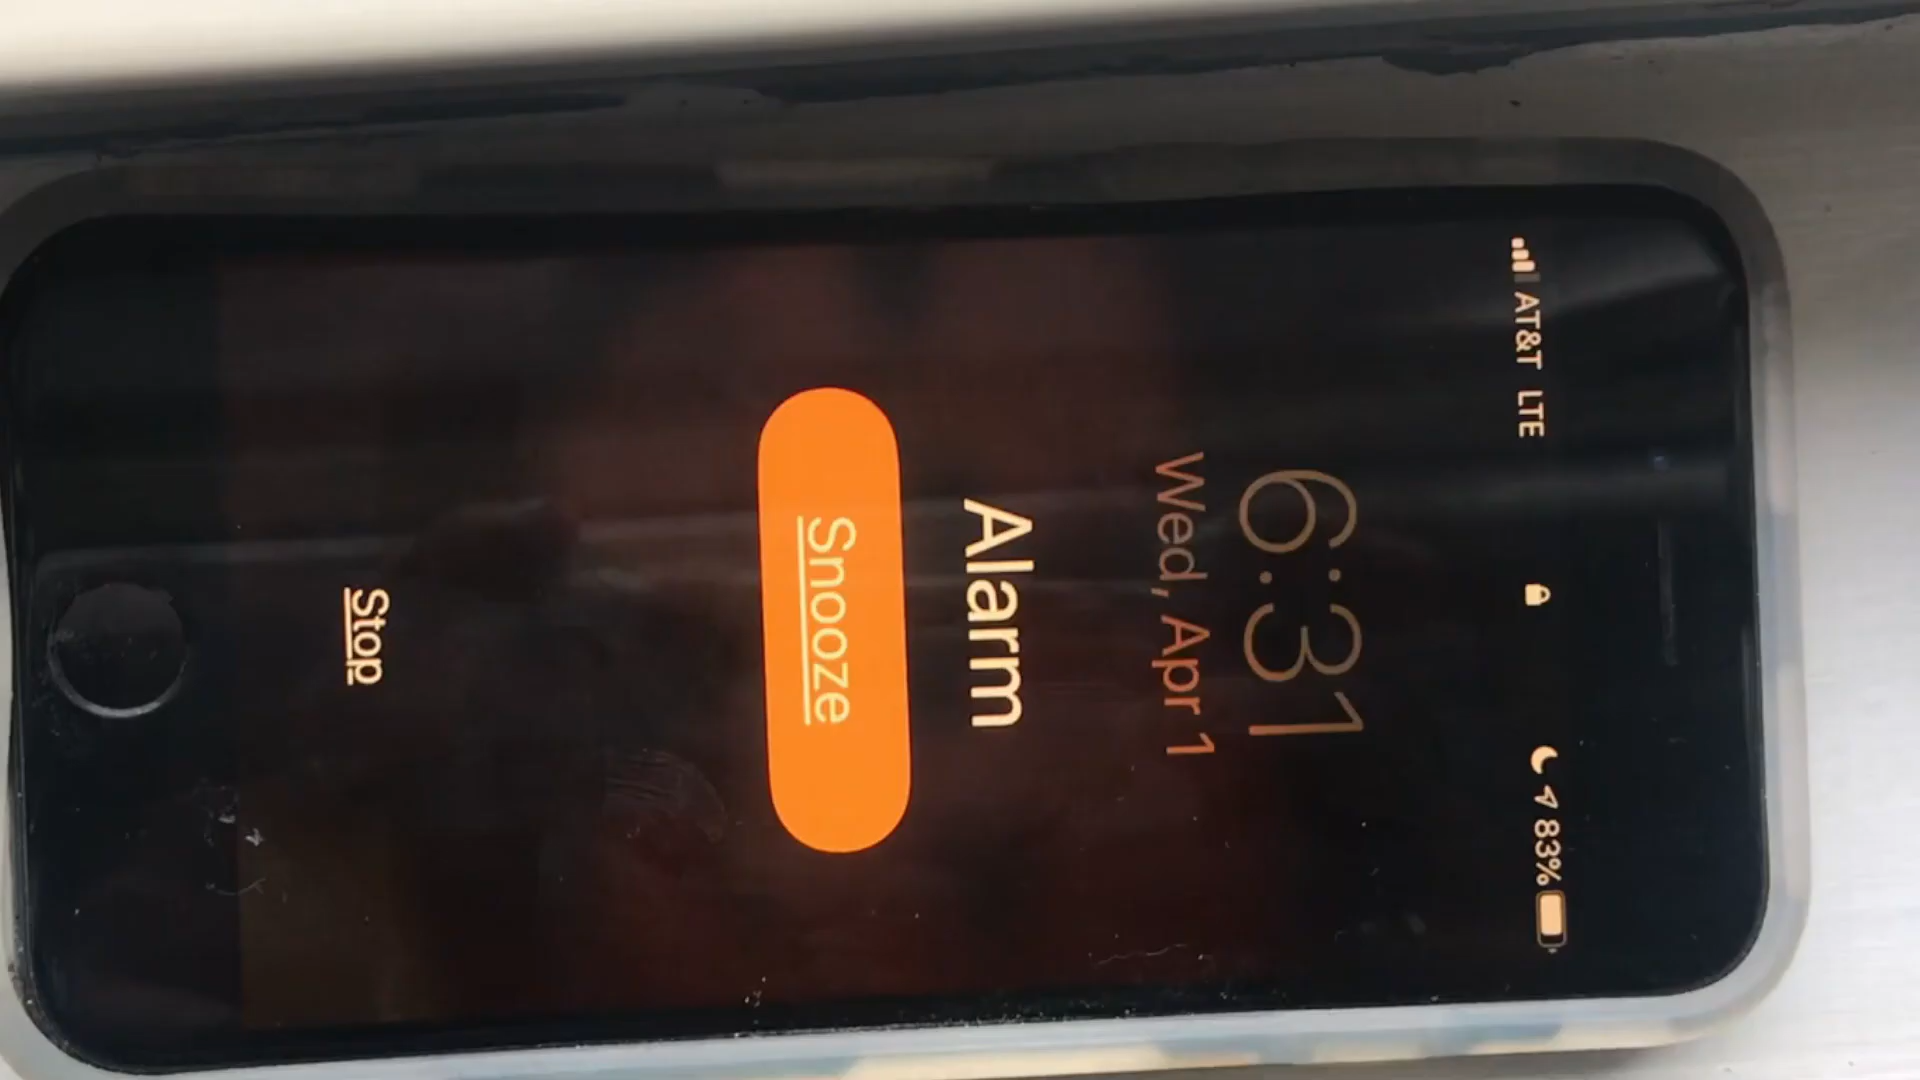 AT&T LTE 83%
6:31
Wed, Apr 1
Alarm
Snooze
Stop